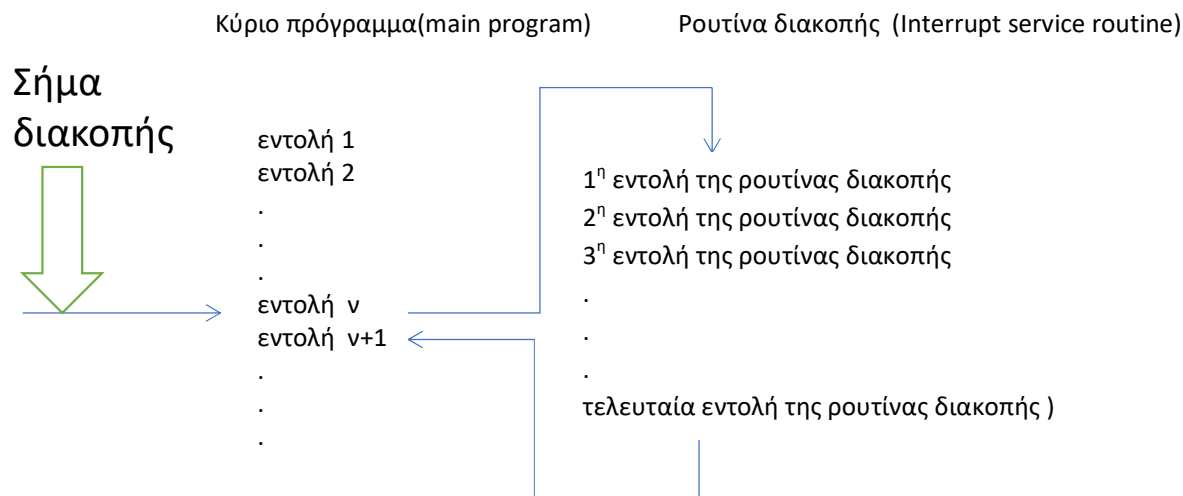 Κύριο πρόγραμμα(main program)
Ρουτίνα διακοπής (Interrupt service routine)
Σήμα
διακοπής
εντολή 1
εντολή 2
.
.
.
εντολή ν
εντολή ν+1
.
.
.
1η εντολή της ρουτίνας διακοπής
2η εντολή της ρουτίνας διακοπής
3η εντολή της ρουτίνας διακοπής
.
.
.
τελευταία εντολή της ρουτίνας διακοπής )